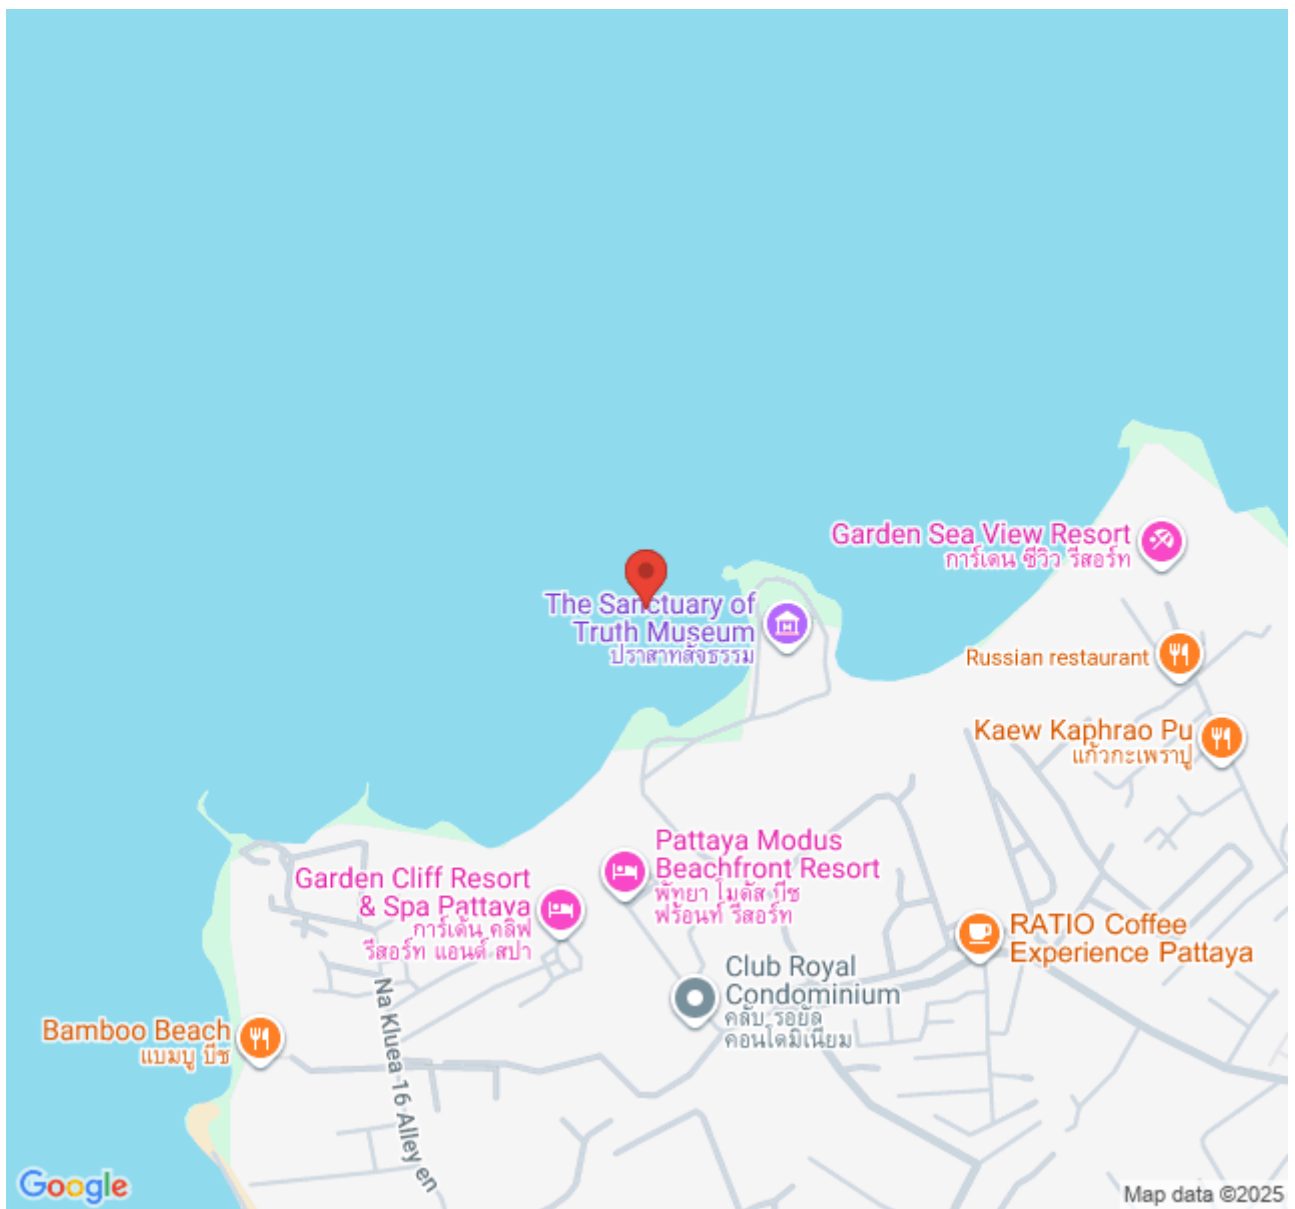 Garden Sea View Resort
การ์เดน ซีวิว รีสอร์ท
The Sanctuary of
Truth Museum
ปราสาทสัจธรรม
Russian restaurant
Kaew Kaphrao Pu
แก้วกะเพราปู
Pattaya Modus
Beachfront Resort
พัทยา โมดัส บีช
ฟร้อนท์ รีสอร์ท
Garden Cliff Resort
& Spa Pattaya
การ์เด้น คลิฟ
รีสอร์ท แอนด์ สปา
RATIO Coffee
Experience Pattaya
Club Royal
Condominium
คลับ รอยัล
คอนโดมิเนียม
Bamboo Beach
แบมบู บีช
Na Kluea 16 Alley
Google
Map data ©2025